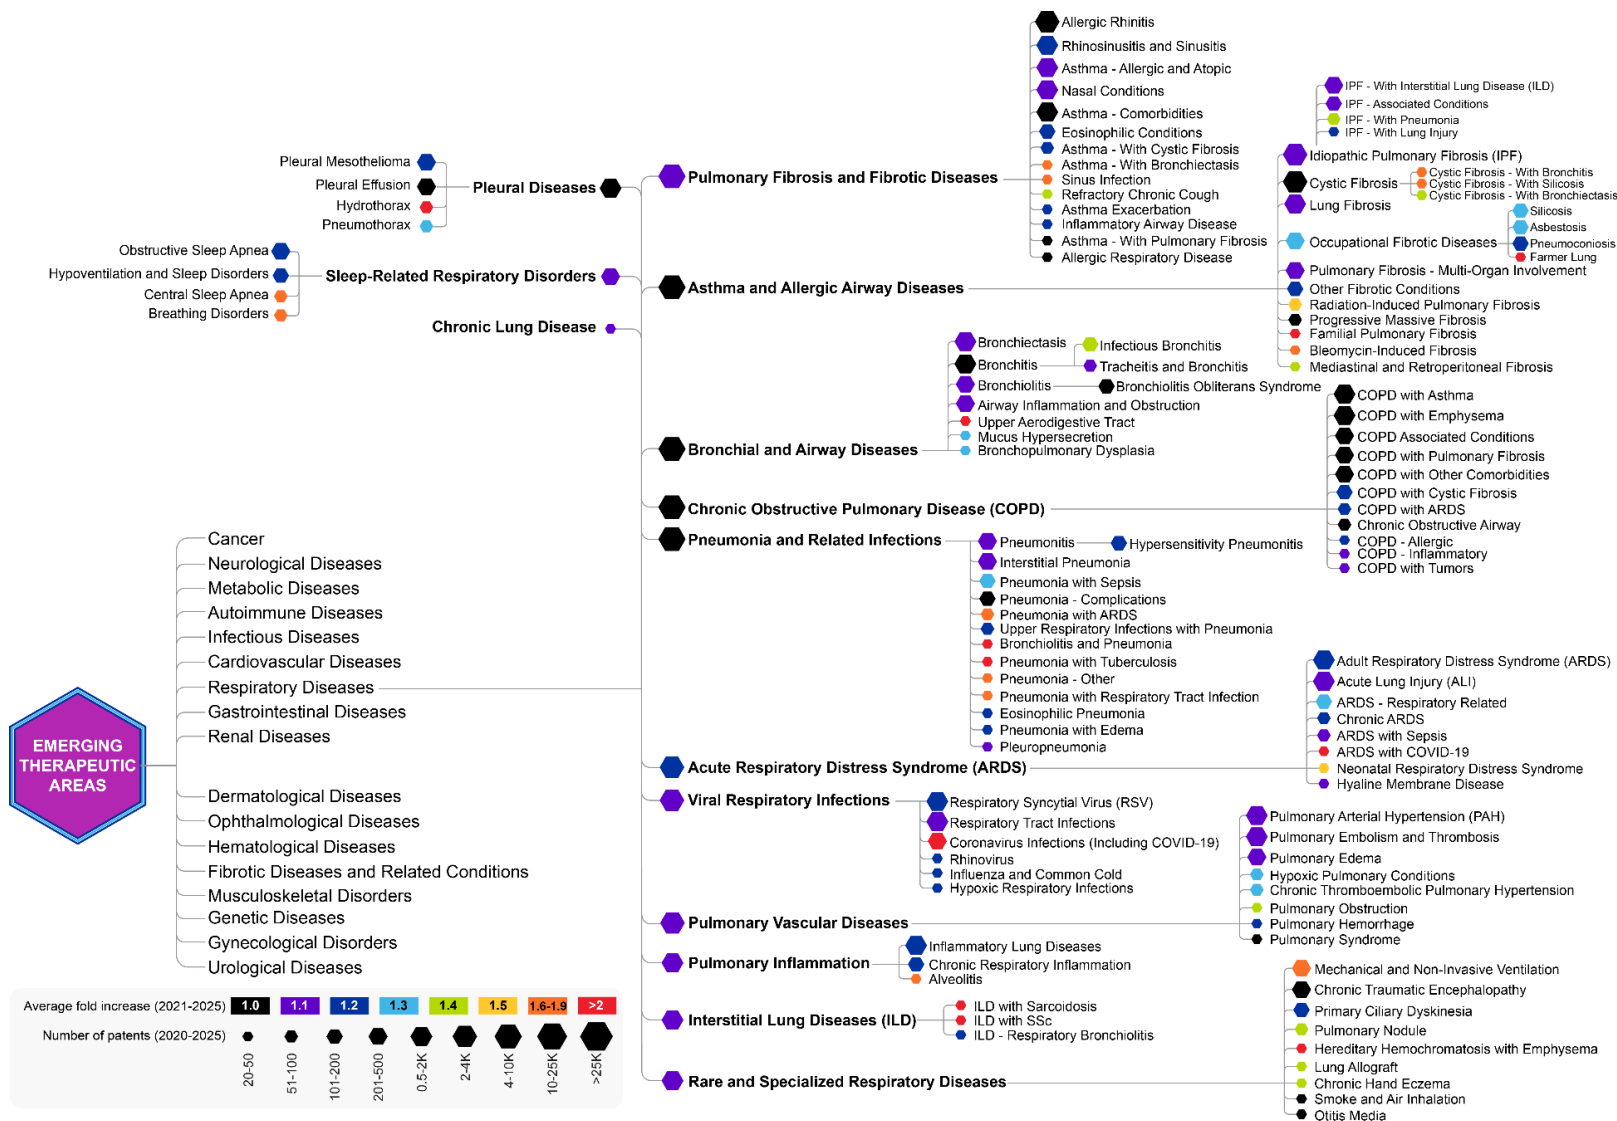 EMERGING
THERAPEUTIC
AREAS
Cancer
Neurological Diseases
Metabolic Diseases
Autoimmune Diseases
Infectious Diseases
Cardiovascular Diseases
Respiratory Diseases
Gastrointestinal Diseases
Renal Diseases
Dermatological Diseases
Ophthalmological Diseases
Hematological Diseases
Fibrotic Diseases and Related Conditions
Musculoskeletal Disorders
Genetic Diseases
Gynecological Disorders
Urological Diseases
Pleural Diseases
Pleural Mesothelioma
Pleural Effusion
Hydrothorax
Pneumothorax
Sleep-Related Respiratory Disorders
Obstructive Sleep Apnea
Hypoventilation and Sleep Disorders
Central Sleep Apnea
Breathing Disorders
Chronic Lung Disease
Pulmonary Fibrosis and Fibrotic Diseases
Allergic Rhinitis
Rhinosinusitis and Sinusitis
Asthma - Allergic and Atopic
Nasal Conditions
Asthma - Comorbidities
Eosinophilic Conditions
Asthma - With Cystic Fibrosis
Asthma - With Bronchiectasis
Sinus Infection
Refractory Chronic Cough
Asthma Exacerbation
Inflammatory Airway Disease
Asthma - With Pulmonary Fibrosis
Allergic Respiratory Disease
Asthma and Allergic Airway Diseases
IPF - With Interstitial Lung Disease (ILD)
IPF - Associated Conditions
IPF - With Pneumonia
IPF - With Lung Injury
Idiopathic Pulmonary Fibrosis (IPF)
Cystic Fibrosis
Cystic Fibrosis - With Bronchitis
Cystic Fibrosis - With Silicosis
Cystic Fibrosis - With Bronchiectasis
Lung Fibrosis
Occupational Fibrotic Diseases
Silicosis
Asbestosis
Pneumoconiosis
Farmer Lung
Pulmonary Fibrosis - Multi-Organ Involvement
Other Fibrotic Conditions
Radiation-Induced Pulmonary Fibrosis
Progressive Massive Fibrosis
Familial Pulmonary Fibrosis
Bleomycin-Induced Fibrosis
Mediastinal and Retroperitoneal Fibrosis
Bronchial and Airway Diseases
Bronchiectasis
Bronchitis
Infectious Bronchitis
Tracheitis and Bronchitis
Bronchiolitis
Bronchiolitis Obliterans Syndrome
Airway Inflammation and Obstruction
Upper Aerodigestive Tract
Mucus Hypersecretion
Bronchopulmonary Dysplasia
Chronic Obstructive Pulmonary Disease (COPD)
COPD with Asthma
COPD with Emphysema
COPD Associated Conditions
COPD with Pulmonary Fibrosis
COPD with Other Comorbidities
COPD with Cystic Fibrosis
COPD with ARDS
Chronic Obstructive Airway
COPD - Allergic
COPD - Inflammatory
COPD with Tumors
Pneumonia and Related Infections
Pneumonitis
Hypersensitivity Pneumonitis
Interstitial Pneumonia
Pneumonia with Sepsis
Pneumonia - Complications
Pneumonia with ARDS
Upper Respiratory Infections with Pneumonia
Bronchiolitis and Pneumonia
Pneumonia with Tuberculosis
Pneumonia - Other
Pneumonia with Respiratory Tract Infection
Eosinophilic Pneumonia
Pneumonia with Edema
Pleuropneumonia
Acute Respiratory Distress Syndrome (ARDS)
Adult Respiratory Distress Syndrome (ARDS)
Acute Lung Injury (ALI)
ARDS - Respiratory Related
Chronic ARDS
ARDS with Sepsis
ARDS with COVID-19
Neonatal Respiratory Distress Syndrome
Hyaline Membrane Disease
Viral Respiratory Infections
Respiratory Syncytial Virus (RSV)
Respiratory Tract Infections
Coronavirus Infections (Including COVID-19)
Rhinovirus
Influenza and Common Cold
Hypoxic Respiratory Infections
Pulmonary Vascular Diseases
Pulmonary Arterial Hypertension (PAH)
Pulmonary Embolism and Thrombosis
Pulmonary Edema
Hypoxic Pulmonary Conditions
Chronic Thromboembolic Pulmonary Hypertension
Pulmonary Obstruction
Pulmonary Hemorrhage
Pulmonary Syndrome
Pulmonary Inflammation
Inflammatory Lung Diseases
Chronic Respiratory Inflammation
Alveolitis
Interstitial Lung Diseases (ILD)
ILD with Sarcoidosis
ILD with SSc
ILD - Respiratory Bronchiolitis
Rare and Specialized Respiratory Diseases
Mechanical and Non-Invasive Ventilation
Chronic Traumatic Encephalopathy
Primary Ciliary Dyskinesia
Pulmonary Nodule
Hereditary Hemochromatosis with Emphysema
Lung Allograft
Chronic Hand Eczema
Smoke and Air Inhalation
Otitis Media
Average fold increase (2021-2025) 1.0 1.1 1.2 1.3 1.4 1.5 1.6-1.9 >2
Number of patents (2020-2025)
20-50 51-100 101-200 201-500 0.5-2K 2-4K 4-10K 10-25K >25K